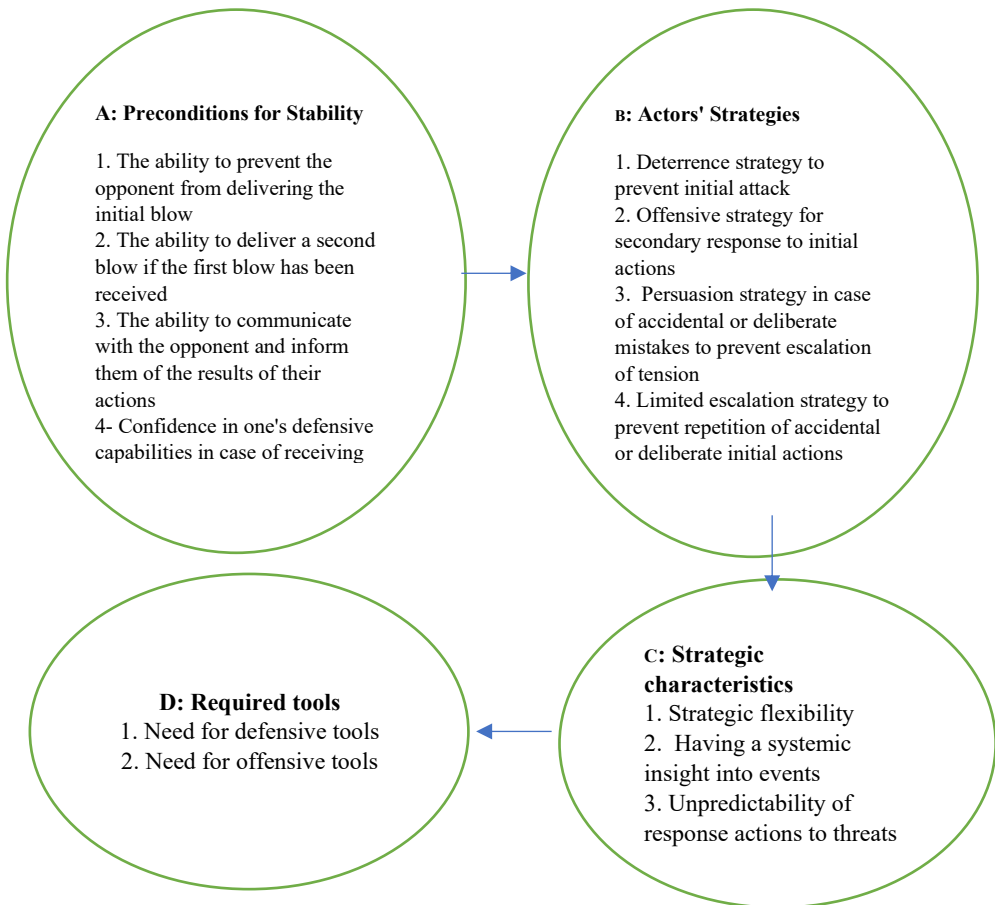 A: Preconditions for Stability
1. The ability to prevent the
opponent from delivering the
initial blow
2. The ability to deliver a second
blow if the first blow has been
received
3. The ability to communicate
with the opponent and inform
them of the results of their
actions
4- Confidence in one's defensive
capabilities in case of receiving
B: Actors' Strategies
1. Deterrence strategy to
prevent initial attack
2. Offensive strategy for
secondary response to initial
actions
3. Persuasion strategy in case
of accidental or deliberate
mistakes to prevent escalation
of tension
4. Limited escalation strategy to
prevent repetition of accidental
or deliberate initial actions
C: Strategic
characteristics
1. Strategic flexibility
2. Having a systemic
insight into events
3. Unpredictability of
response actions to threats
D: Required tools
1. Need for defensive tools
2. Need for offensive tools